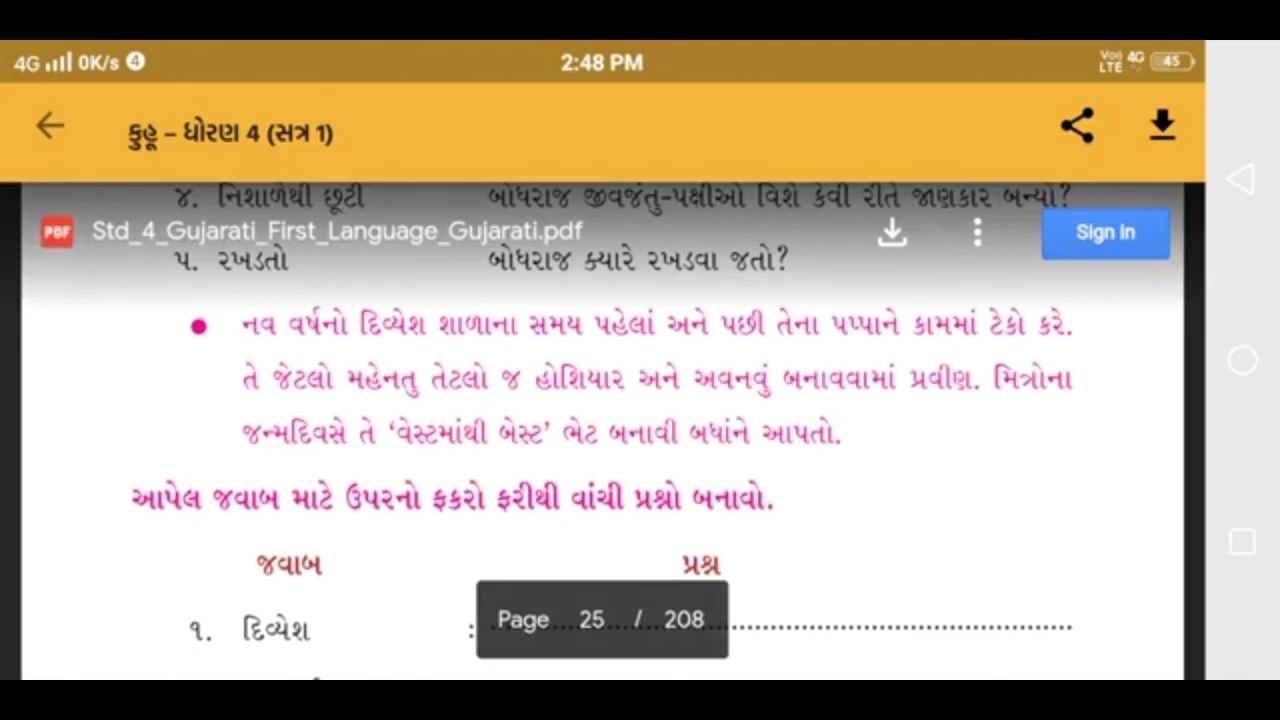 4G 0K/s 4 2:48 PM Vo) LTE 4G 45
કુહૂ – ધોરણ 4 (સત્ર 1)
૪. નિશાળેથી છૂટી બોધરાજ જીવજંતુ-પક્ષીઓ વિશે કેવી રીતે જાણકાર બન્યો?
PDF Std_4_Gujarati_First_Language_Gujarati.pdf Sign in
૫. રખડતો બોધરાજ ક્યારે રખડવા જતો?
● નવ વર્ષનો દિવ્યેશ શાળાના સમય પહેલાં અને પછી તેના પપ્પાને કામમાં ટેકો કરે.
તે જેટલો મહેનતુ તેટલો જ હોશિયાર અને અવનવું બનાવવામાં પ્રવીણ. મિત્રોના
જન્મદિવસે તે ‘વેસ્ટમાંથી બેસ્ટ’ ભેટ બનાવી બધાંને આપતો.
આપેલ જવાબ માટે ઉપરનો ફકરો ફરીથી વાંચી પ્રશ્નો બનાવો.
જવાબ પ્રશ્ન
૧. દિવ્યેશ : ........................................
Page 25 / 208